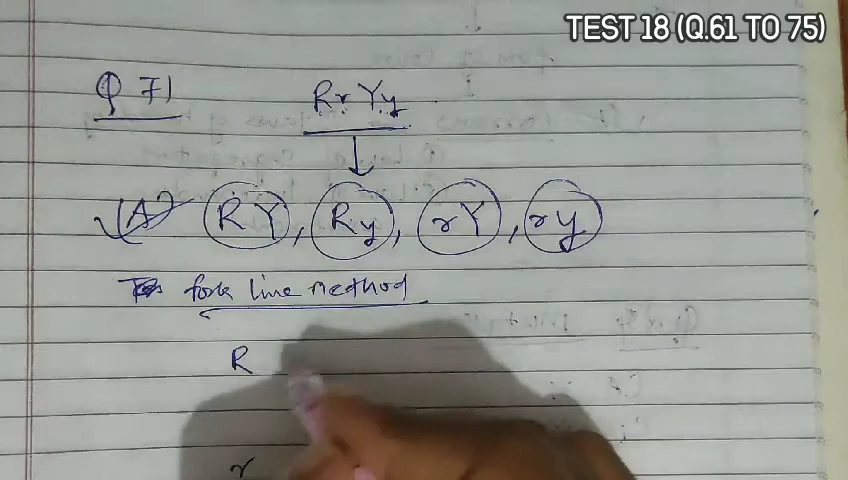 TEST 18 (Q.61 TO 75)
Q 71
RrYy
(A) RY, Ry, rY, ry
fork line method
R
r